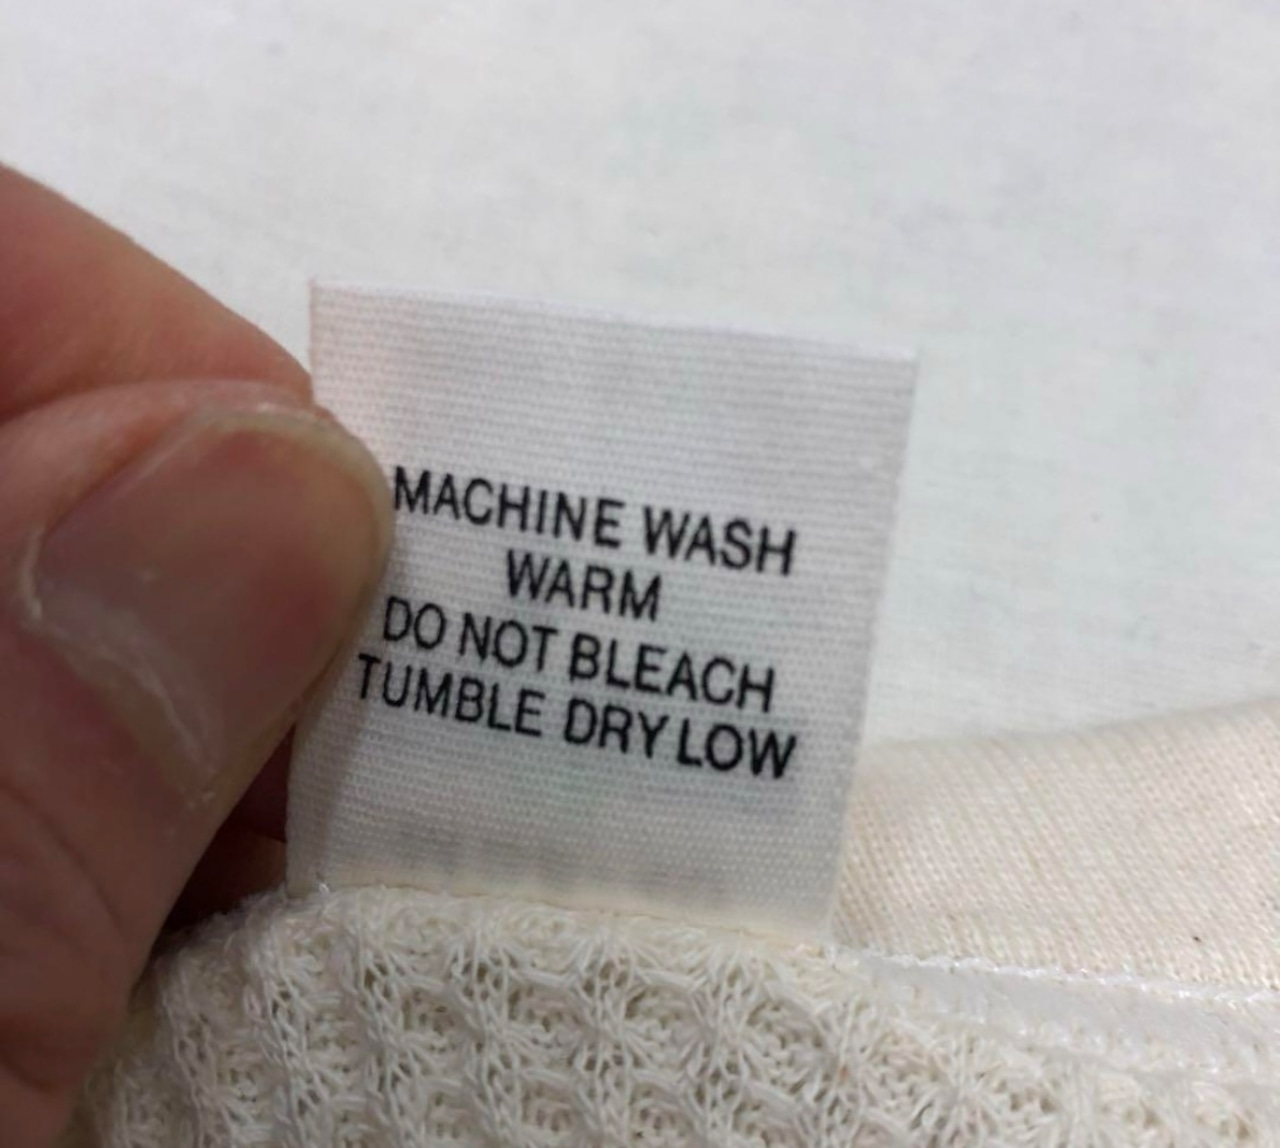 MACHINE WASH
WARM
DO NOT BLEACH
TUMBLE DRY LOW